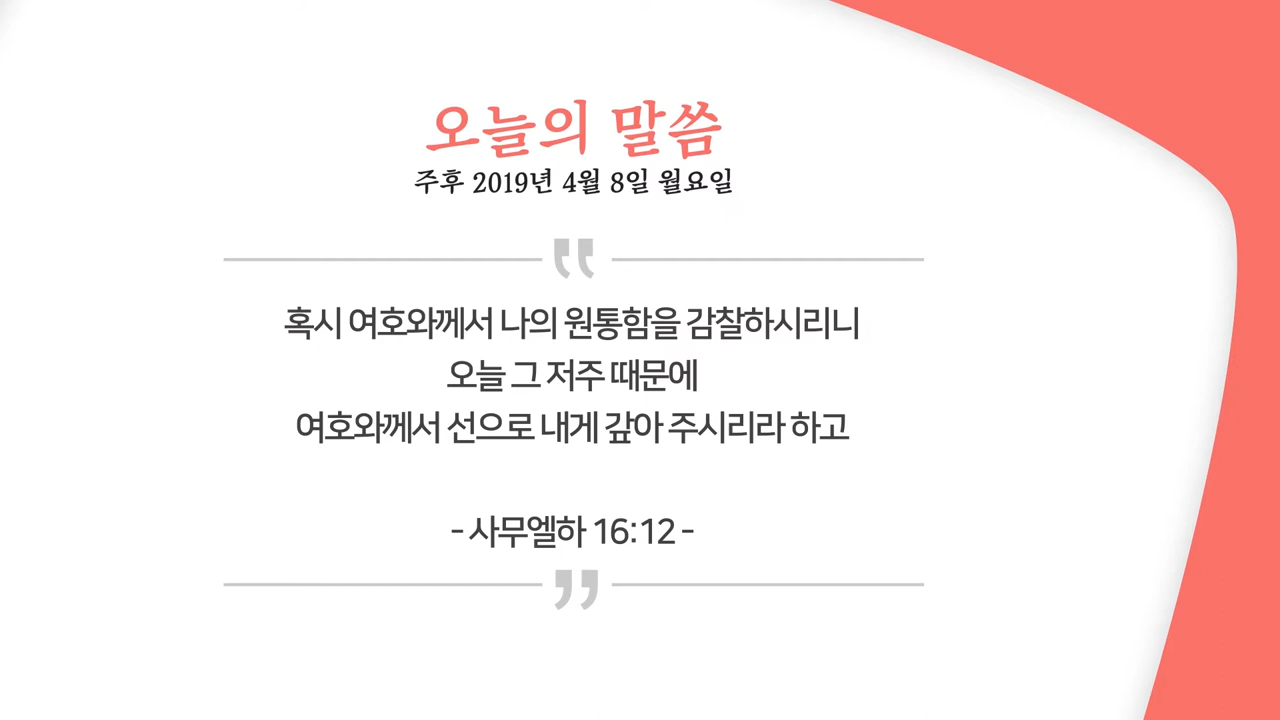 오늘의 말씀
주후 2019년 4월 8일 월요일
"
혹시 여호와께서 나의 원통함을 감찰하시리니
오늘 그 저주 때문에
여호와께서 선으로 내게 갚아 주시리라 하고
- 사무엘하 16:12 -
"